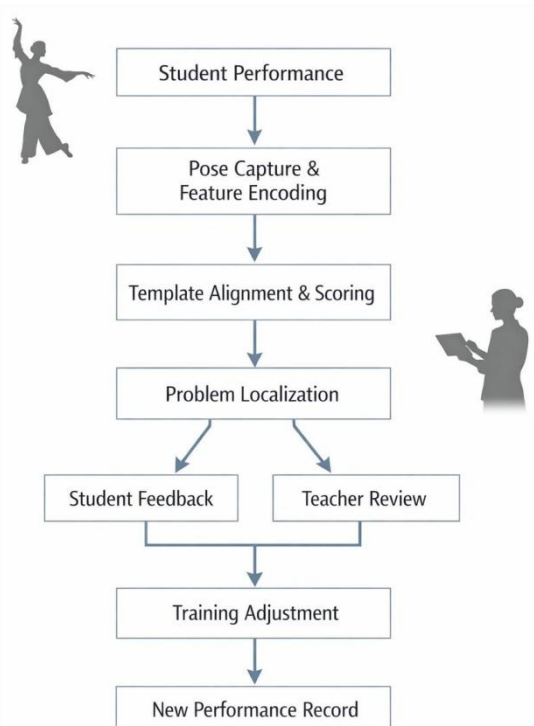 Student Performance
Pose Capture &
Feature Encoding
Template Alignment & Scoring
Problem Localization
Student Feedback
Teacher Review
Training Adjustment
New Performance Record